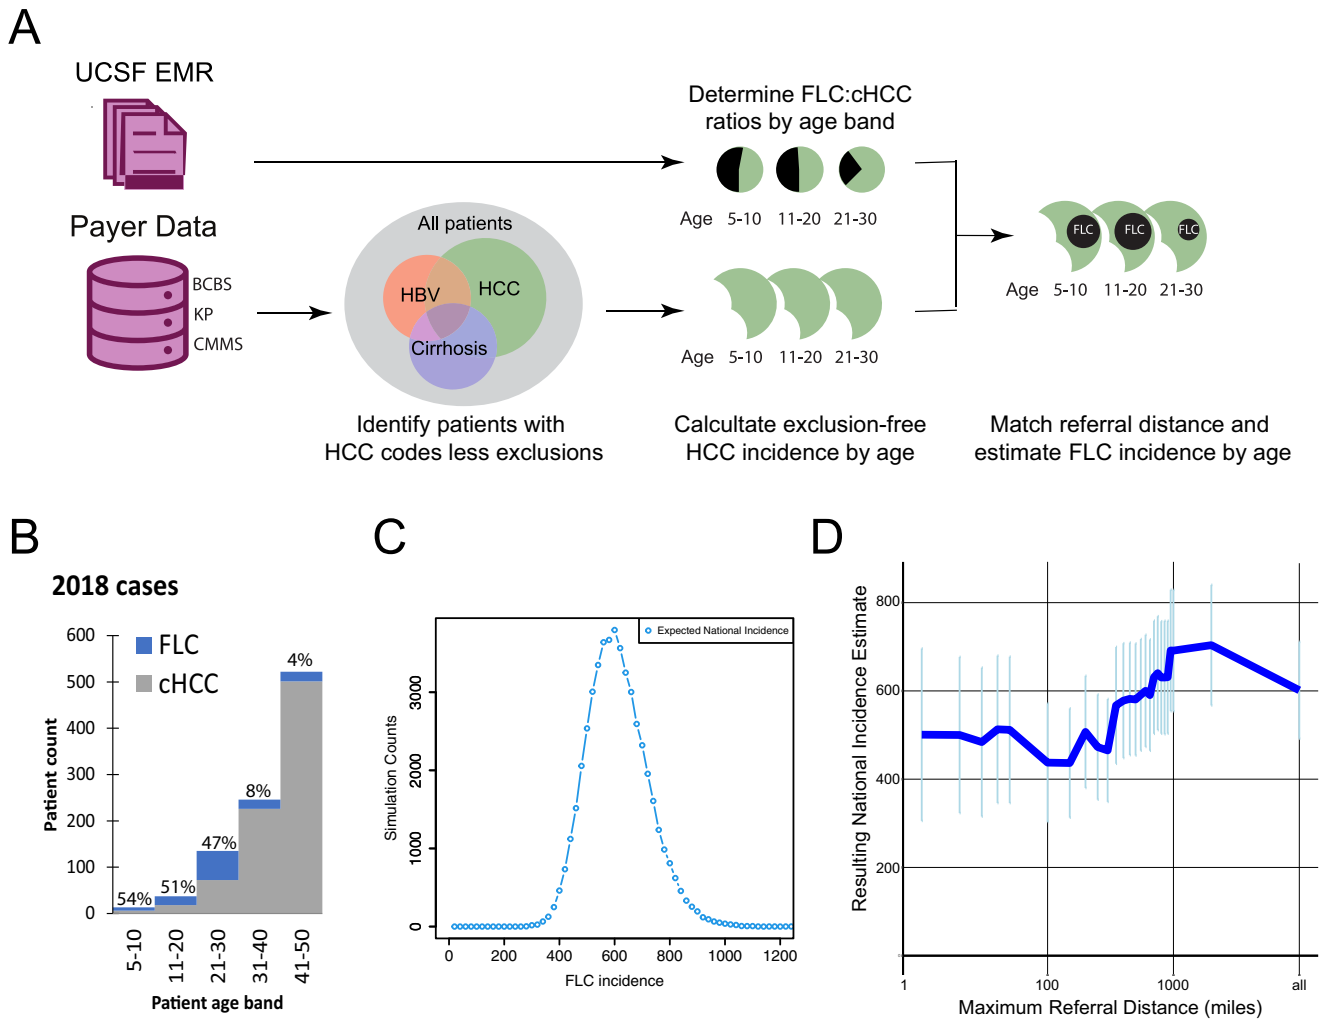 A
UCSF EMR
Payer Data
BCBS
KP
CMMS
All patients
HBV
HCC
Cirrhosis
Identify patients with
HCC codes less exclusions
Determine FLC:cHCC
ratios by age band
Age 5-10 11-20 21-30
Age 5-10 11-20 21-30
Calcultate exclusion-free
HCC incidence by age
FLC FLC FLC
Age 5-10 11-20 21-30
Match referral distance and
estimate FLC incidence by age
B
2018 cases
FLC
cHCC
Patient count
600
500
400
300
200
100
0
54%
51%
47%
8%
4%
5-10
11-20
21-30
31-40
41-50
Patient age band
C
Expected National Incidence
Simulation Counts
3000
2000
1000
0
0 200 400 600 800 1000 1200
FLC incidence
D
Resulting National Incidence Estimate
800
600
400
200
1 100 1000 all
Maximum Referral Distance (miles)